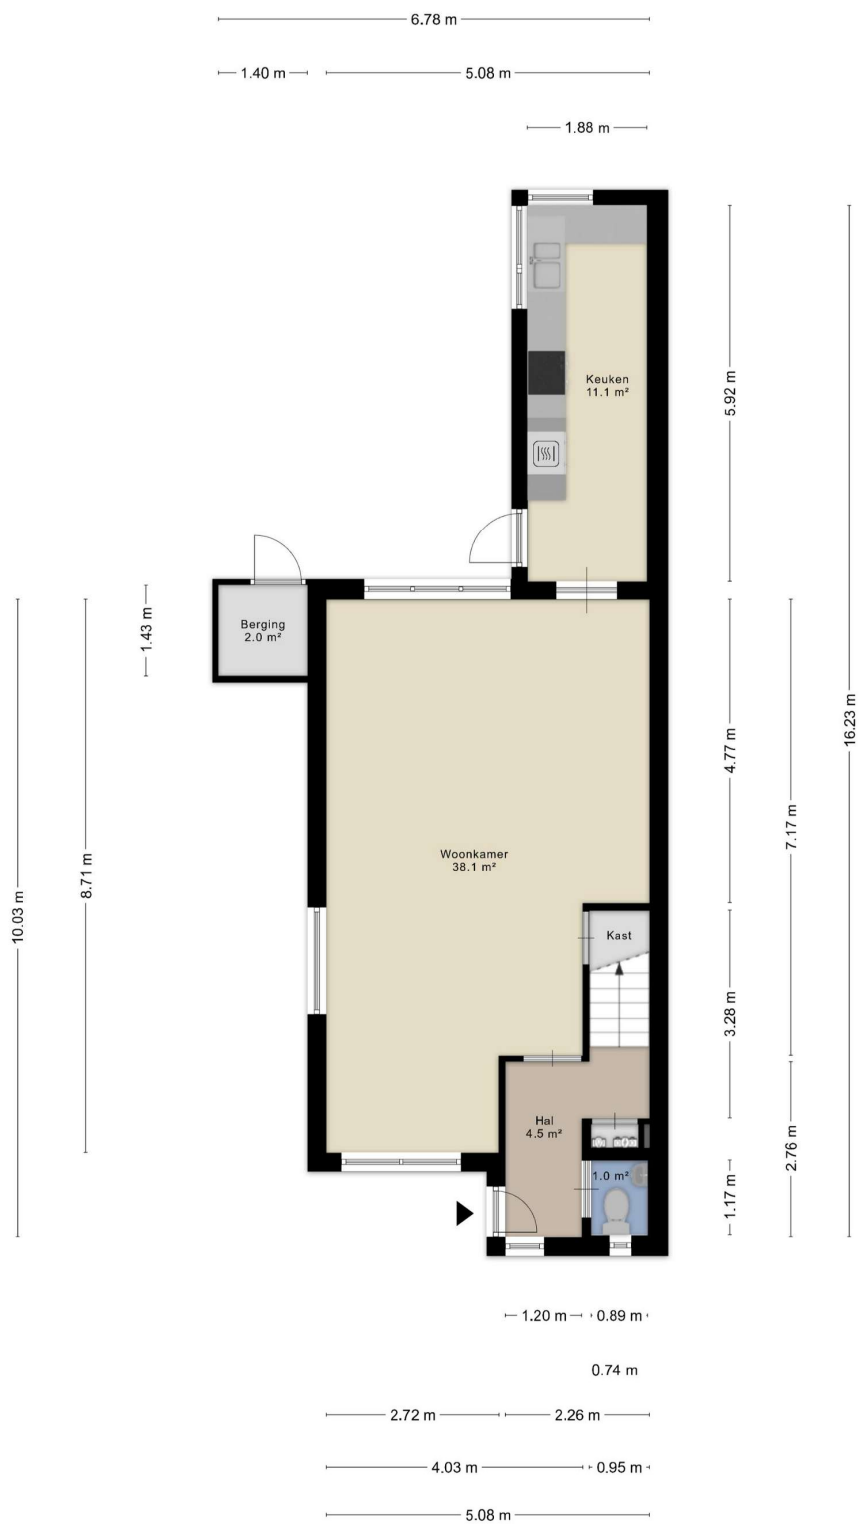 6.78 m
1.40 m
5.08 m
1.88 m
5.92 m
Keuken
11.1 m²
Berging
2.0 m²
1.43 m
4.77 m
16.23 m
7.17 m
Woonkamer
38.1 m²
8.71 m
10.03 m
Kast
3.28 m
Hal
4.5 m²
2.76 m
1.0 m²
1.17 m
1.20 m
0.89 m
0.74 m
2.72 m
2.26 m
4.03 m
0.95 m
5.08 m